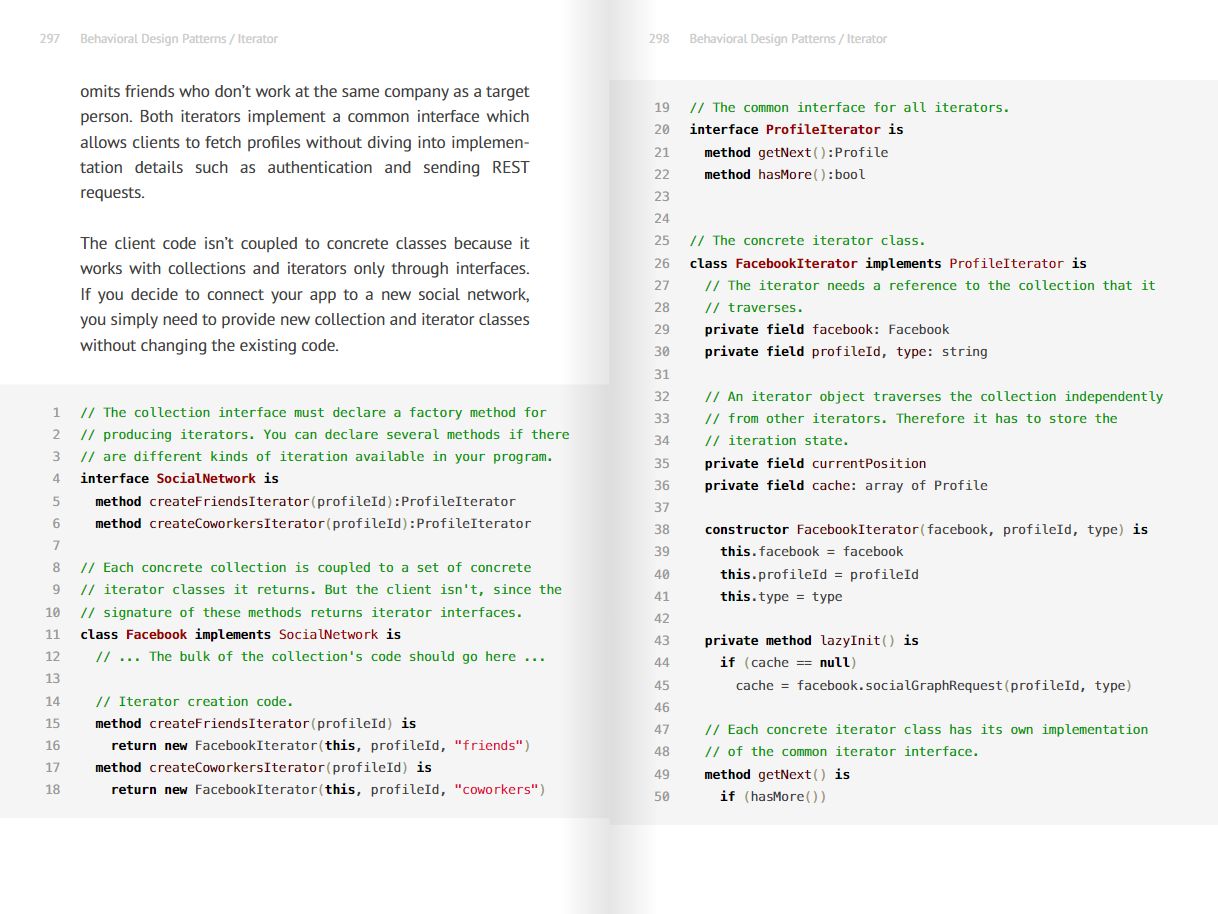 297 Behavioral Design Patterns / Iterator
omits friends who don’t work at the same company as a target
person. Both iterators implement a common interface which
allows clients to fetch profiles without diving into implemen-
tation details such as authentication and sending REST
requests.
The client code isn’t coupled to concrete classes because it
works with collections and iterators only through interfaces.
If you decide to connect your app to a new social network,
you simply need to provide new collection and iterator classes
without changing the existing code.
1 // The collection interface must declare a factory method for
2 // producing iterators. You can declare several methods if there
3 // are different kinds of iteration available in your program.
4 interface SocialNetwork is
5 method createFriendsIterator(profileId):ProfileIterator
6 method createCoworkersIterator(profileId):ProfileIterator
7
8 // Each concrete collection is coupled to a set of concrete
9 // iterator classes it returns. But the client isn't, since the
10 // signature of these methods returns iterator interfaces.
11 class Facebook implements SocialNetwork is
12 // ... The bulk of the collection's code should go here ...
13
14 // Iterator creation code.
15 method createFriendsIterator(profileId) is
16 return new FacebookIterator(this, profileId, "friends")
17 method createCoworkersIterator(profileId) is
18 return new FacebookIterator(this, profileId, "coworkers")
298 Behavioral Design Patterns / Iterator
19 // The common interface for all iterators.
20 interface ProfileIterator is
21 method getNext():Profile
22 method hasMore():bool
23
24
25 // The concrete iterator class.
26 class FacebookIterator implements ProfileIterator is
27 // The iterator needs a reference to the collection that it
28 // traverses.
29 private field facebook: Facebook
30 private field profileId, type: string
31
32 // An iterator object traverses the collection independently
33 // from other iterators. Therefore it has to store the
34 // iteration state.
35 private field currentPosition
36 private field cache: array of Profile
37
38 constructor FacebookIterator(facebook, profileId, type) is
39 this.facebook = facebook
40 this.profileId = profileId
41 this.type = type
42
43 private method lazyInit() is
44 if (cache == null)
45 cache = facebook.socialGraphRequest(profileId, type)
46
47 // Each concrete iterator class has its own implementation
48 // of the common iterator interface.
49 method getNext() is
50 if (hasMore())